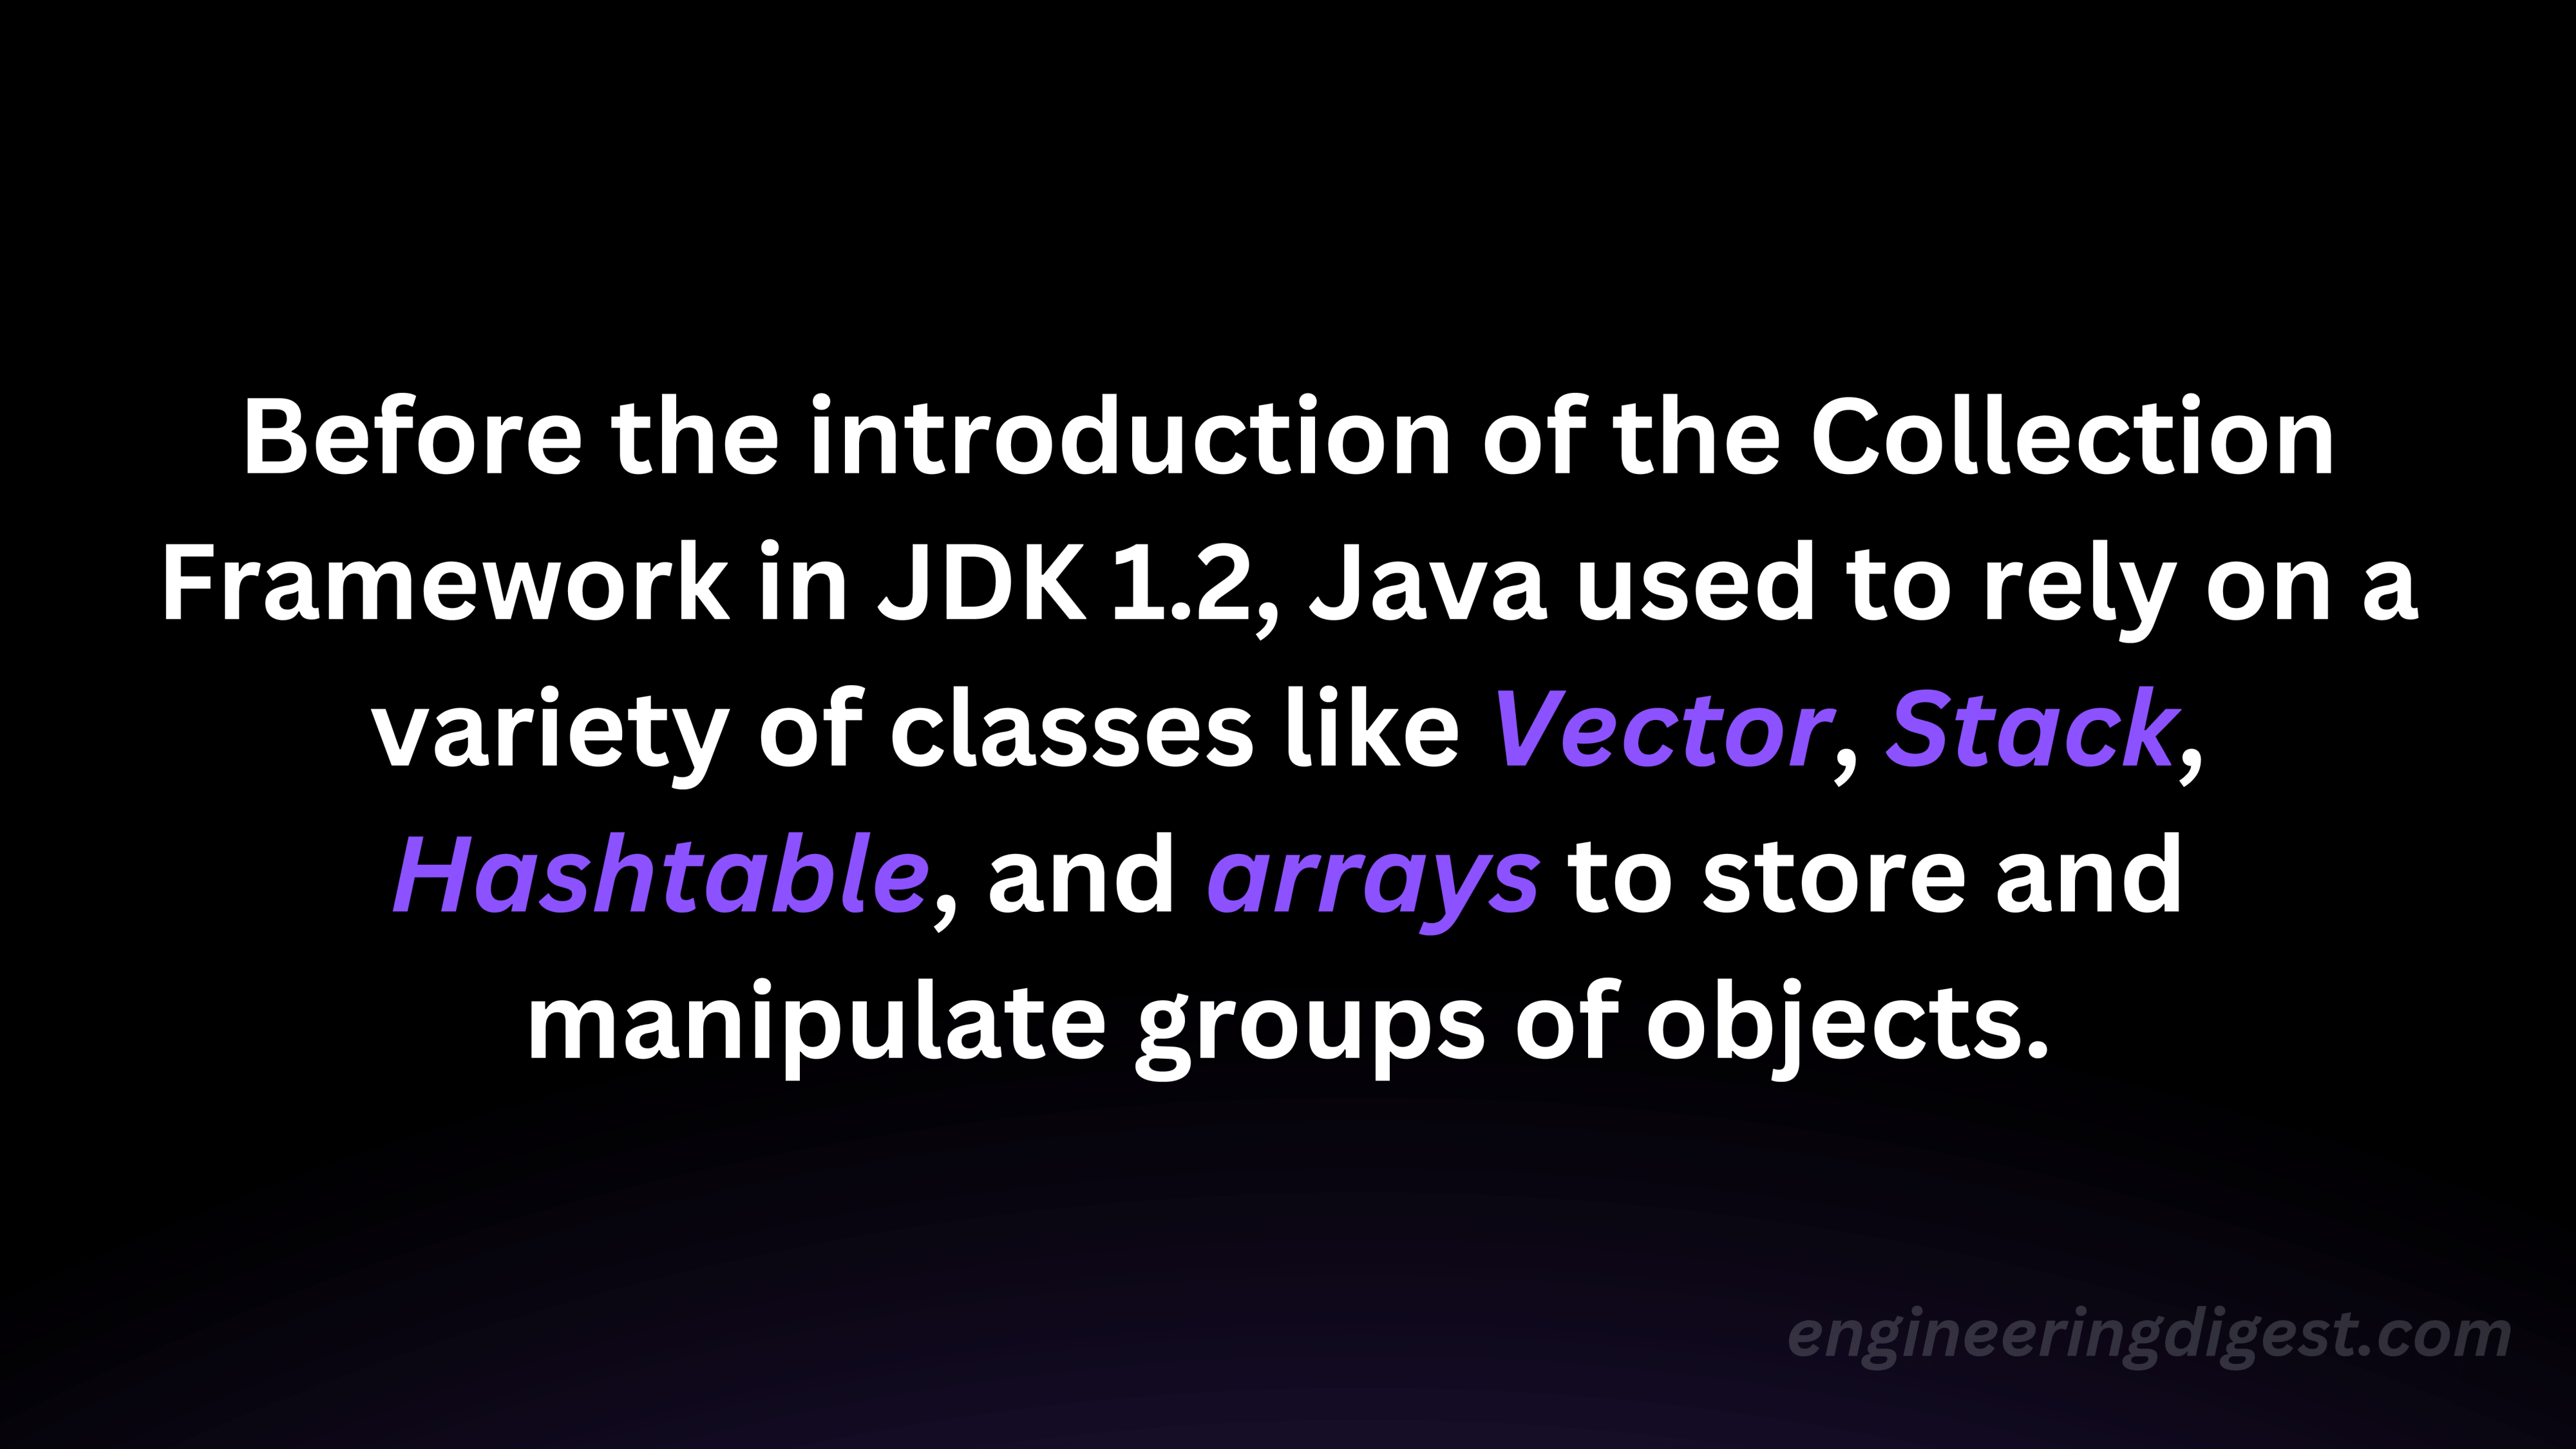 Before the introduction of the Collection
Framework in JDK 1.2, Java used to rely on a
variety of classes like Vector, Stack,
Hashtable, and arrays to store and
manipulate groups of objects.
engineeringdigest.com